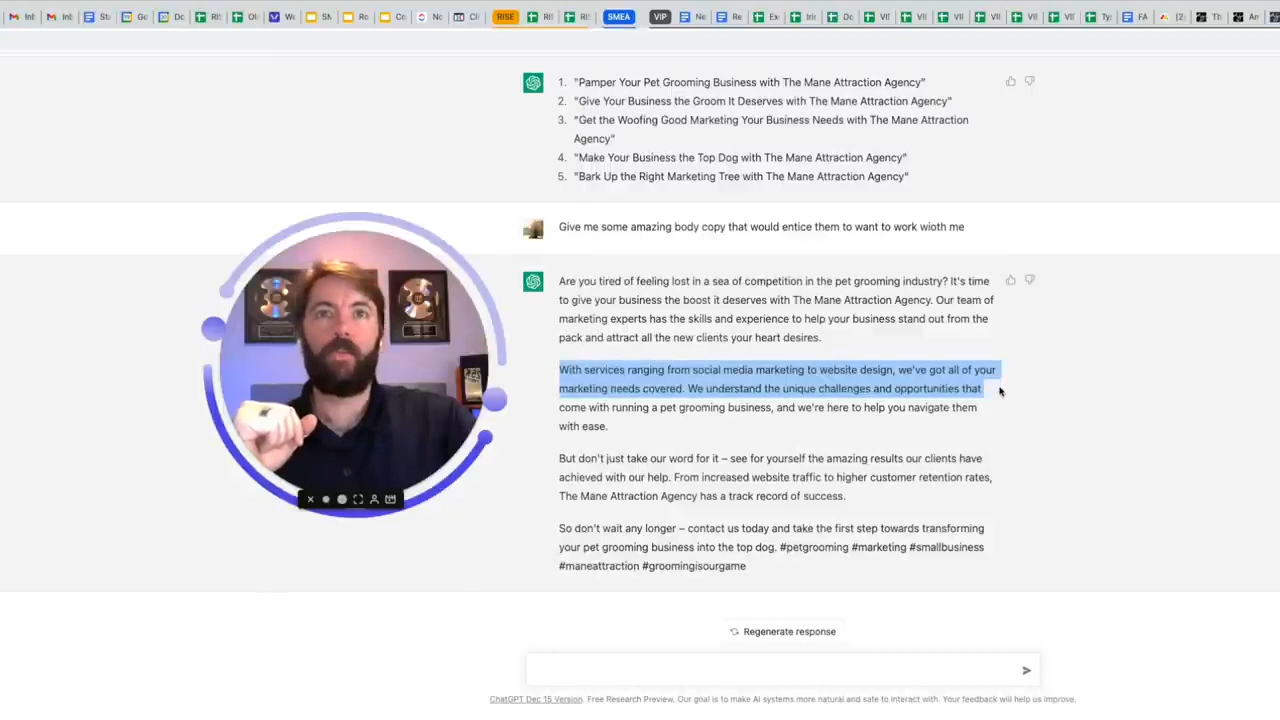 RISE
SMEA
VIP
1. "Pamper Your Pet Grooming Business with The Mane Attraction Agency"
2. "Give Your Business the Groom It Deserves with The Mane Attraction Agency"
3. "Get the Woofing Good Marketing Your Business Needs with The Mane Attraction
Agency"
4. "Make Your Business the Top Dog with The Mane Attraction Agency"
5. "Bark Up the Right Marketing Tree with The Mane Attraction Agency"
Give me some amazing body copy that would entice them to want to work wioth me
Are you tired of feeling lost in a sea of competition in the pet grooming industry? It's time
to give your business the boost it deserves with The Mane Attraction Agency. Our team of
marketing experts has the skills and experience to help your business stand out from the
pack and attract all the new clients your heart desires.
With services ranging from social media marketing to website design, we've got all of your
marketing needs covered. We understand the unique challenges and opportunities that
come with running a pet grooming business, and we're here to help you navigate them
with ease.
But don't just take our word for it – see for yourself the amazing results our clients have
achieved with our help. From increased website traffic to higher customer retention rates,
The Mane Attraction Agency has a track record of success.
So don't wait any longer – contact us today and take the first step towards transforming
your pet grooming business into the top dog. #petgrooming #marketing #smallbusiness
#maneattraction #groomingisourgame
Regenerate response
ChatGPT Dec 15 Version. Free Research Preview. Our goal is to make AI systems more natural and safe to interact with. Your feedback will help us improve.